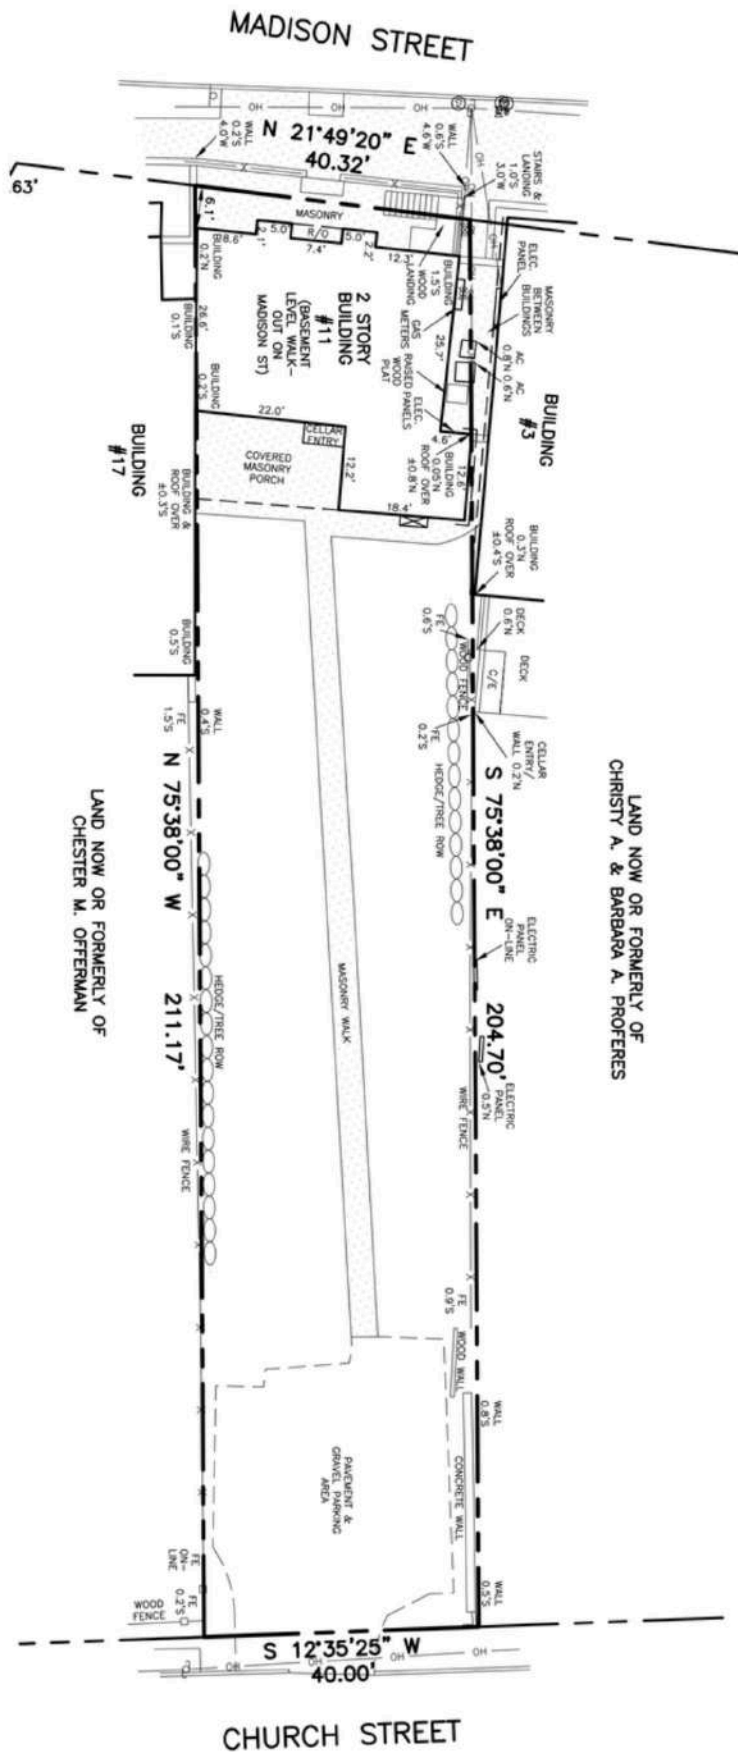 MADISON STREET
OH
OH
OH
N 21°49'20" E
40.32'
WALL
0.2'S
4.0'W
WALL
0.6'S
4.6'W
OH
STAIRS &
LANDING
1.0'S
3.0'W
.63'
6.1'
MASONRY
8.6'
2.1'
5.0'
R/O
7.4'
5.0'
2.2'
12.7'
OH
ELEC.
PANEL
MASONRY
BETWEEN
BUILDINGS
BUILDING
0.2'N
WOOD
LANDING
BUILDING
1.5'S
GAS
METERS
2 STORY
BUILDING
#11
(BASEMENT
LEVEL WALK-
OUT ON
MADISON ST)
26.6'
25.7'
BUILDING
0.1'S
BUILDING
0.2'S
RAISED
WOOD
PLAT
ELEC.
PANELS
AC
0.8'N
AC
0.6'N
BUILDING
#3
22.0'
CELLAR
ENTRY
COVERED
MASONRY
PORCH
12.2'
4.6'
12.6'
18.4'
BUILDING
0.05'N
ROOF OVER
±0.8'N
BUILDING
#17
BUILDING &
ROOF OVER
±0.3'S
BUILDING
0.3'N
ROOF OVER
±0.4'S
BUILDING
0.5'S
DECK
0.6'N
DECK
C/E
FE
0.6'S
WOOD FENCE
FE
0.2'S
CELLAR
ENTRY/
WALL 0.2'N
WALL
0.4'S
FE
1.5'S
HEDGE/TREE ROW
N 75°38'00" W
211.17'
S 75°38'00" E
204.70'
LAND NOW OR FORMERLY OF
CHESTER M. OFFERMAN
LAND NOW OR FORMERLY OF
CHRISTY A. & BARBARA A. PROFERES
ELECTRIC
PANEL
ON-LINE
HEDGE/TREE ROW
MASONRY WALK
ELECTRIC
PANEL
0.5'N
WIRE FENCE
WIRE FENCE
FE
0.9'S
WOOD WALL
WALL
0.8'S
PAVEMENT &
GRAVEL PARKING
AREA
CONCRETE WALL
FE
ON-
LINE
FE
0.2'S
WALL
0.5'S
WOOD
FENCE
S 12°35'25" W
40.00'
OH
OH
OH
OH
CHURCH STREET